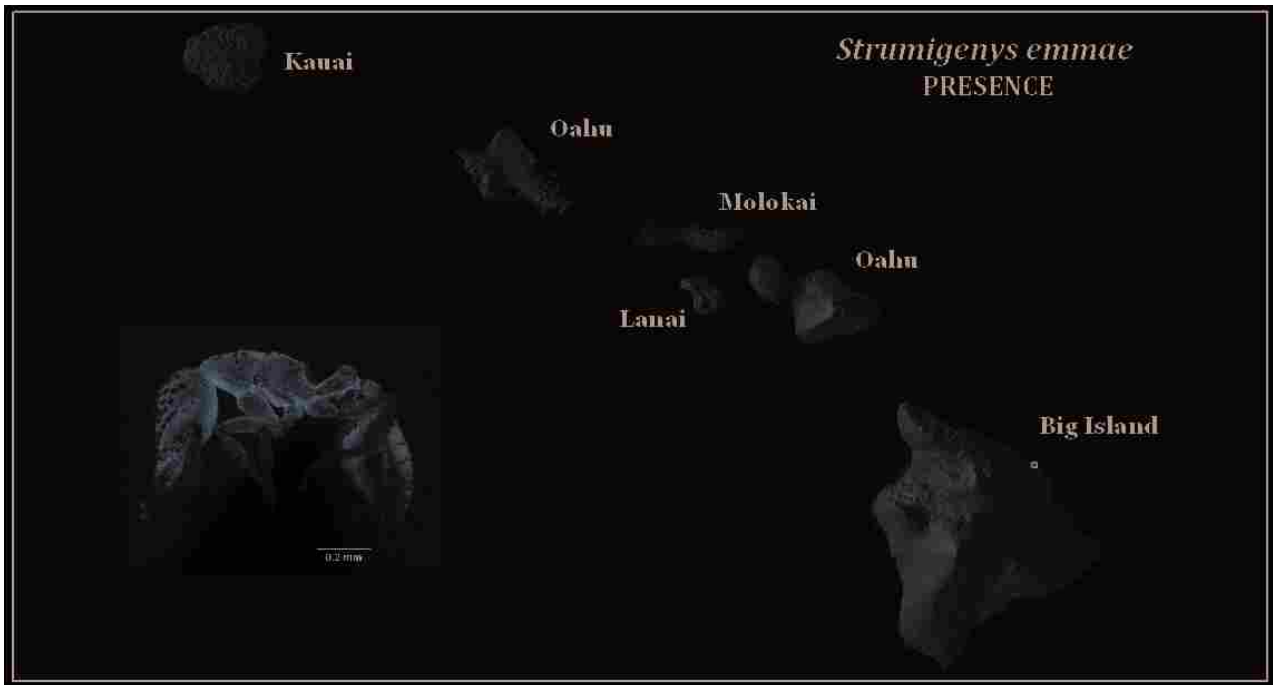 Strumigenys emmae
PRESENCE
Kauai
Oahu
Molokai
Oahu
Lanai
Big Island
0.2 mm